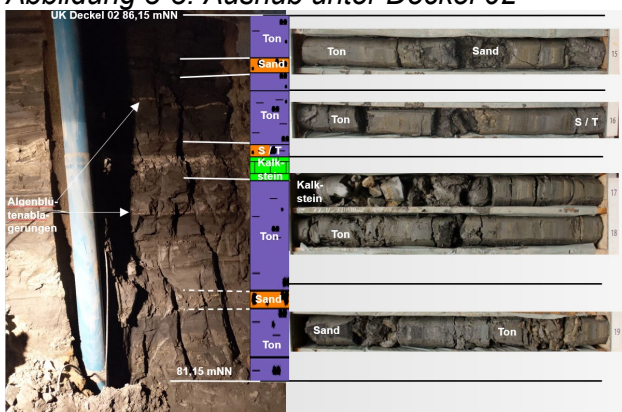 Abbildung 5-6: Aushub unter Deckel 02
UK Deckel 02 86,15 mNN
Ton
Sand
Ton
Sand
15
Ton
S / T
Kalk-
stein
Ton
S / T
16
Algenblü-
tenabla-
gerungen
Kalk-
stein
17
Ton
Ton
18
Sand
Ton
Sand
Ton
19
81,15 mNN